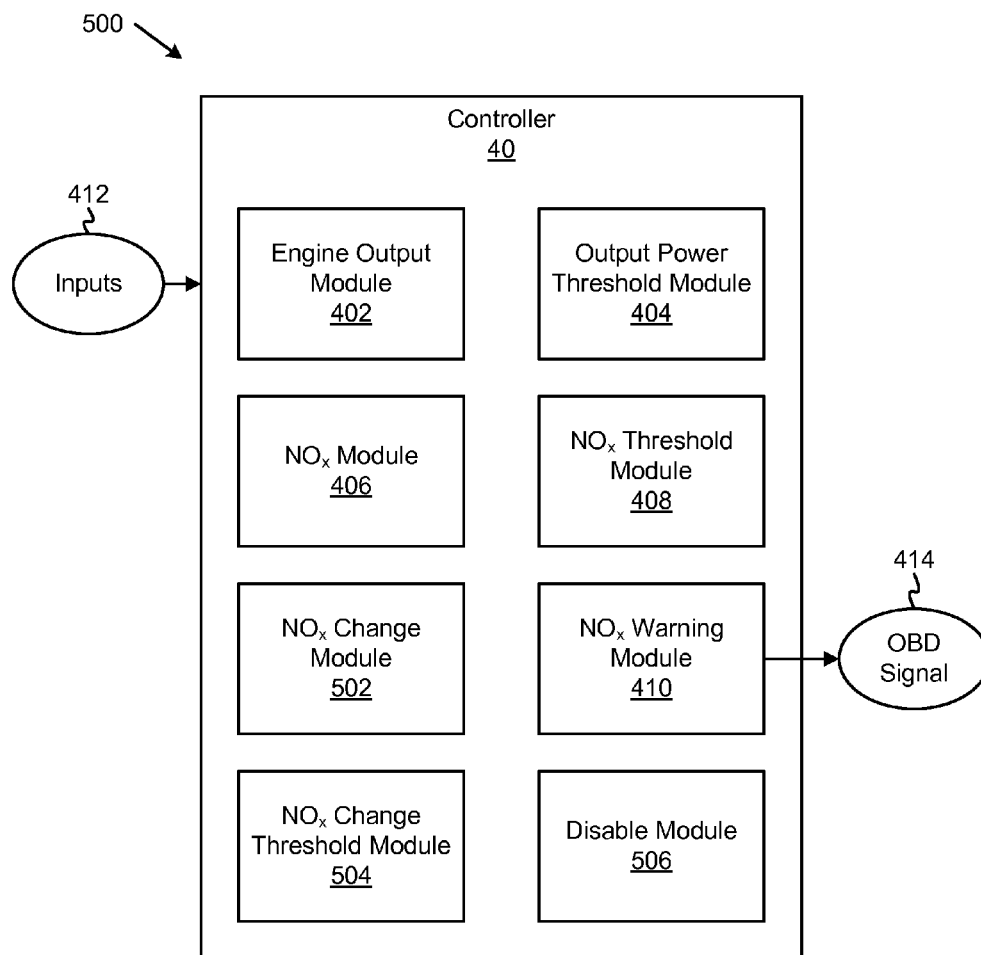 500
Controller
40
412
Inputs
Engine Output
Module
402
Output Power
Threshold Module
404
NOₓ Module
406
NOₓ Threshold
Module
408
NOₓ Change
Module
502
NOₓ Warning
Module
410
414
OBD
Signal
NOₓ Change
Threshold Module
504
Disable Module
506